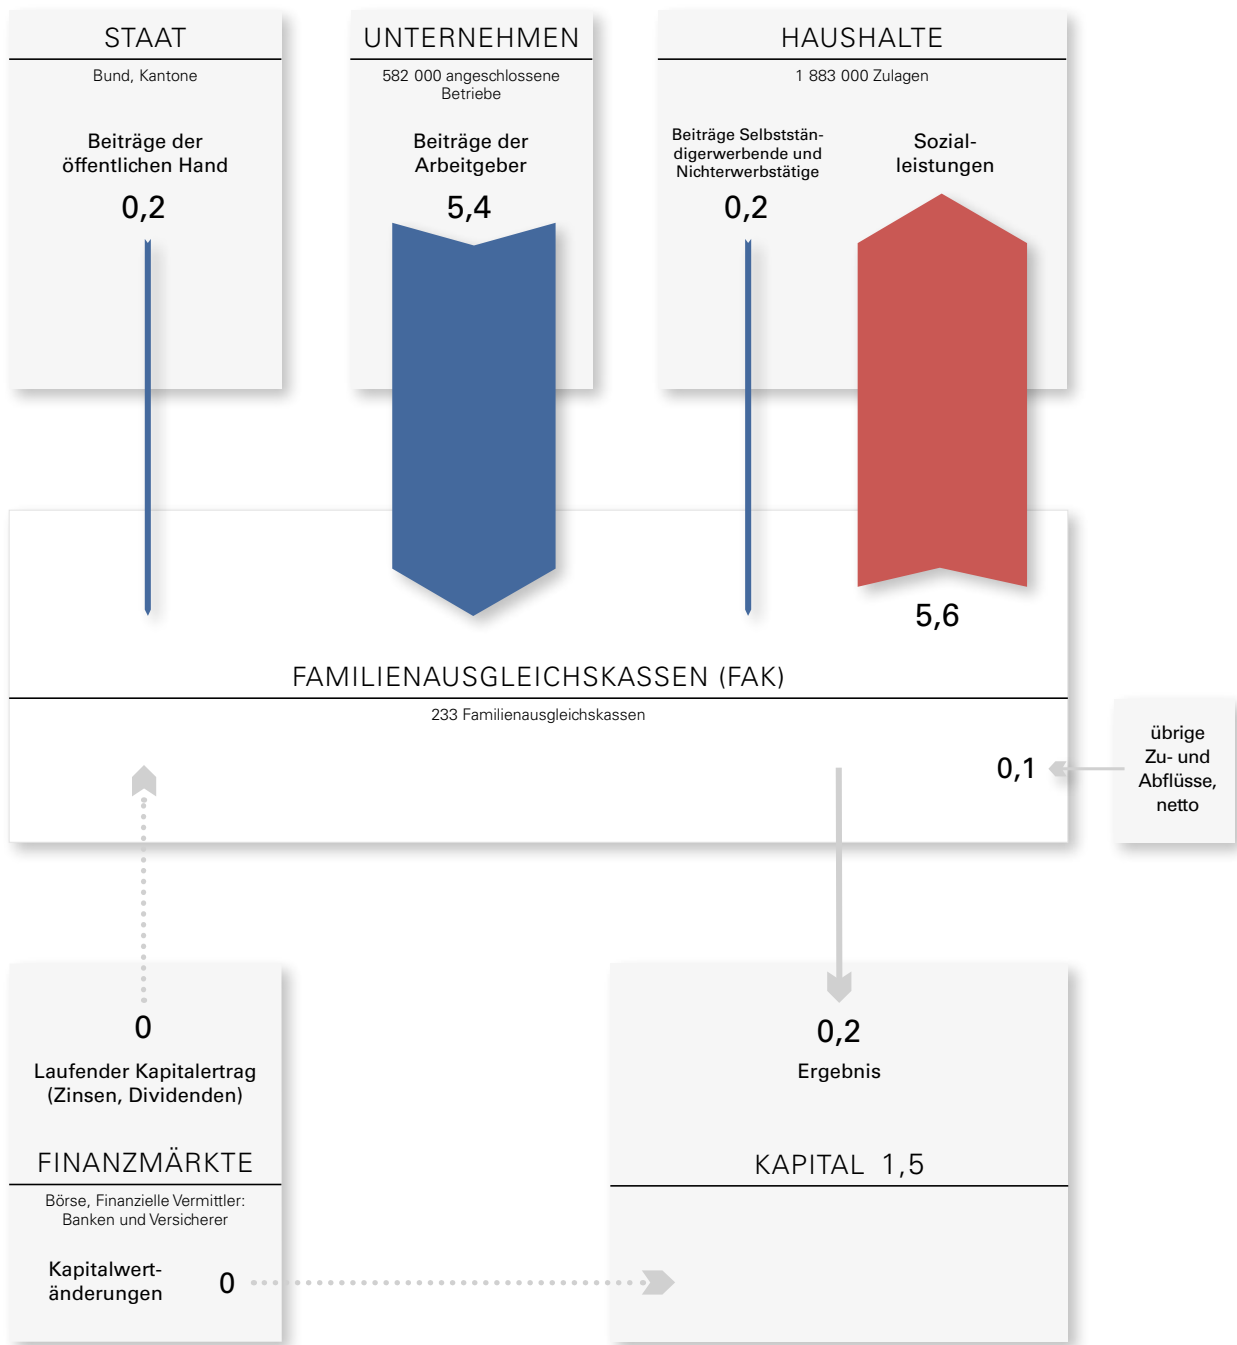 STAAT
Bund, Kantone
Beiträge der
öffentlichen Hand
0,2
UNTERNEHMEN
582 000 angeschlossene
Betriebe
Beiträge der
Arbeitgeber
5,4
HAUSHALTE
1 883 000 Zulagen
Beiträge Selbststän-
digerwerbende und
Nichterwerbstätige
0,2
Sozial-
leistungen
5,6
FAMILIENAUSGLEICHSKASSEN (FAK)
233 Familienausgleichskassen
0,1
übrige
Zu- und
Abflüsse,
netto
0
Laufender Kapitalertrag
(Zinsen, Dividenden)
FINANZMÄRKTE
Börse, Finanzielle Vermittler:
Banken und Versicherer
Kapitalwert-
änderungen
0
0,2
Ergebnis
KAPITAL 1,5